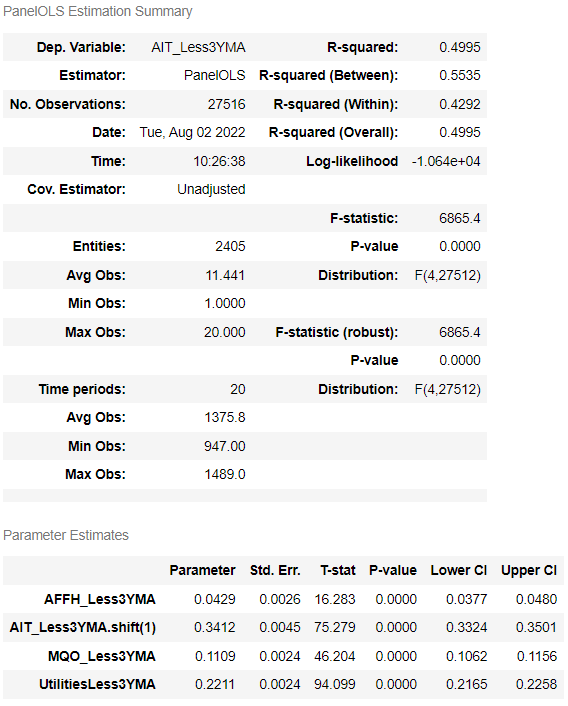 PanelOLS Estimation Summary
Dep. Variable: AIT_Less3YMA R-squared: 0.4995
Estimator: PanelOLS R-squared (Between): 0.5535
No. Observations: 27516 R-squared (Within): 0.4292
Date: Tue, Aug 02 2022 R-squared (Overall): 0.4995
Time: 10:26:38 Log-likelihood -1.064e+04
Cov. Estimator: Unadjusted
F-statistic: 6865.4
Entities: 2405 P-value 0.0000
Avg Obs: 11.441 Distribution: F(4,27512)
Min Obs: 1.0000
Max Obs: 20.000 F-statistic (robust): 6865.4
P-value 0.0000
Time periods: 20 Distribution: F(4,27512)
Avg Obs: 1375.8
Min Obs: 947.00
Max Obs: 1489.0
Parameter Estimates
Parameter Std. Err. T-stat P-value Lower CI Upper CI
AFFH_Less3YMA 0.0429 0.0026 16.283 0.0000 0.0377 0.0480
AIT_Less3YMA.shift(1) 0.3412 0.0045 75.279 0.0000 0.3324 0.3501
MQO_Less3YMA 0.1109 0.0024 46.204 0.0000 0.1062 0.1156
UtilitiesLess3YMA 0.2211 0.0024 94.099 0.0000 0.2165 0.2258